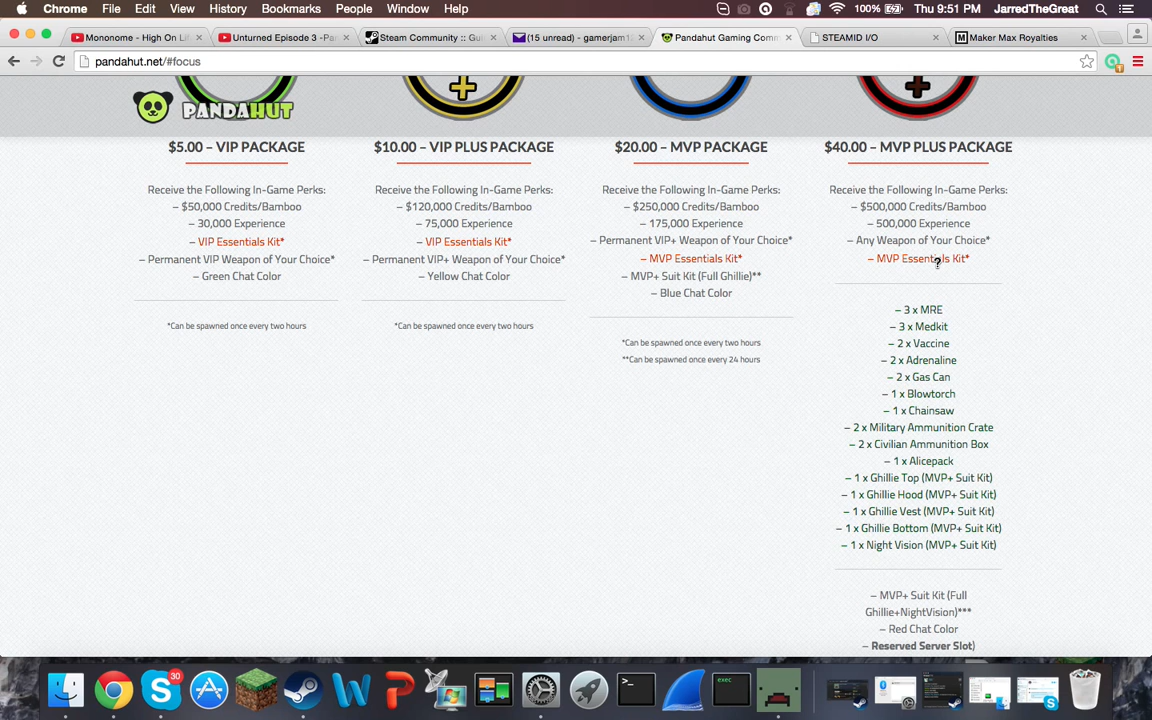 Chrome File Edit View History Bookmarks People Window Help 100% Thu 9:51 PM JarredTheGreat
Mononome - High On Li
Unturned Episode 3 -Par
Steam Community :: Gui
(15 unread) - gamerjam1
Pandahut Gaming Comm
STEAMID I/O
Maker Max Royalties
pandahut.net/#focus
PANDAHUT
$5.00 – VIP PACKAGE
Receive the Following In-Game Perks:
– $50,000 Credits/Bamboo
– 30,000 Experience
– VIP Essentials Kit*
– Permanent VIP Weapon of Your Choice*
– Green Chat Color
*Can be spawned once every two hours
$10.00 – VIP PLUS PACKAGE
Receive the Following In-Game Perks:
– $120,000 Credits/Bamboo
– 75,000 Experience
– VIP Essentials Kit*
– Permanent VIP+ Weapon of Your Choice*
– Yellow Chat Color
*Can be spawned once every two hours
$20.00 – MVP PACKAGE
Receive the Following In-Game Perks:
– $250,000 Credits/Bamboo
– 175,000 Experience
– Permanent VIP+ Weapon of Your Choice*
– MVP Essentials Kit*
– MVP+ Suit Kit (Full Ghillie)**
– Blue Chat Color
*Can be spawned once every two hours
**Can be spawned once every 24 hours
$40.00 – MVP PLUS PACKAGE
Receive the Following In-Game Perks:
– $500,000 Credits/Bamboo
– 500,000 Experience
– Any Weapon of Your Choice*
– MVP Essentials Kit*
– 3 x MRE
– 3 x Medkit
– 2 x Vaccine
– 2 x Adrenaline
– 2 x Gas Can
– 1 x Blowtorch
– 1 x Chainsaw
– 2 x Military Ammunition Crate
– 2 x Civilian Ammunition Box
– 1 x Alicepack
– 1 x Ghillie Top (MVP+ Suit Kit)
– 1 x Ghillie Hood (MVP+ Suit Kit)
– 1 x Ghillie Vest (MVP+ Suit Kit)
– 1 x Ghillie Bottom (MVP+ Suit Kit)
– 1 x Night Vision (MVP+ Suit Kit)
– MVP+ Suit Kit (Full
Ghillie+NightVision)***
– Red Chat Color
– Reserved Server Slot)
30
exec